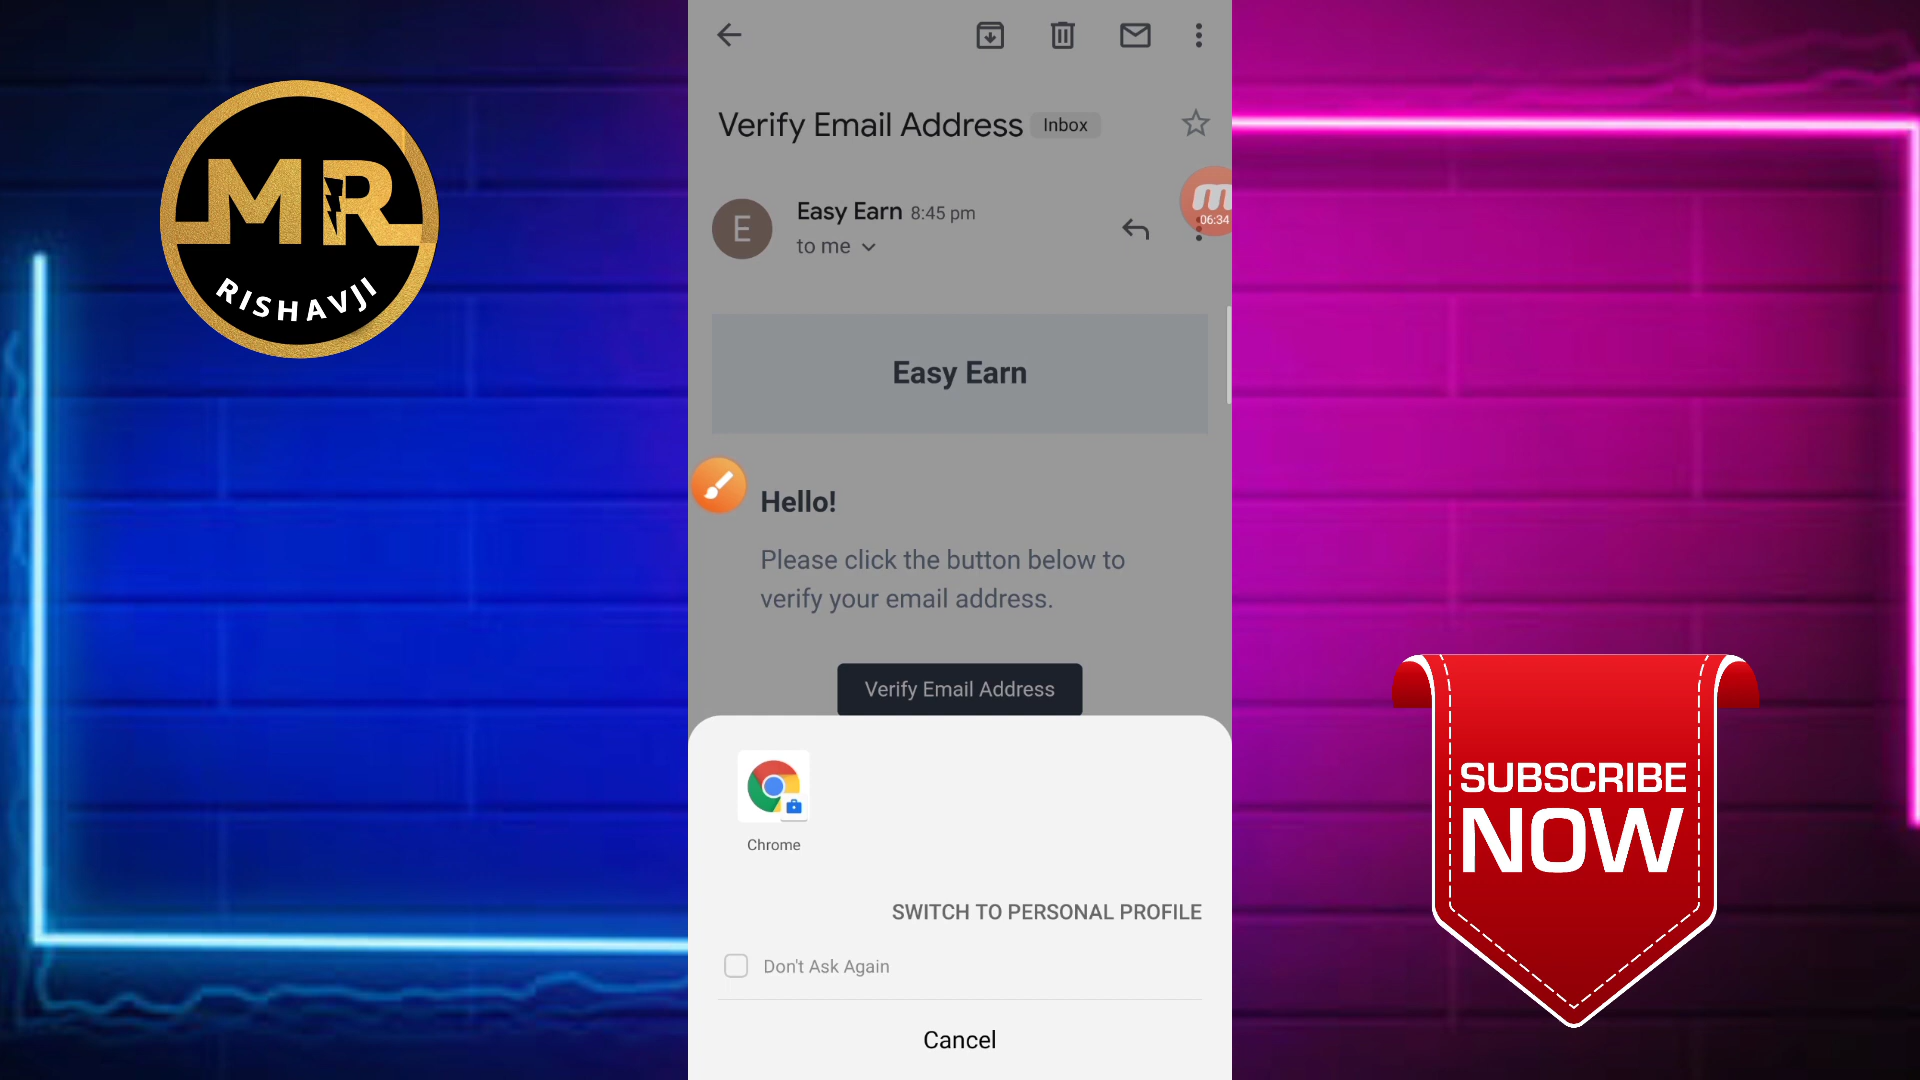 MR
RISHAVJI
Verify Email Address Inbox
06:34
E
Easy Earn 8:45 pm
to me
Easy Earn
Hello!
Please click the button below to
verify your email address.
Verify Email Address
Chrome
SWITCH TO PERSONAL PROFILE
Don't Ask Again
Cancel
SUBSCRIBE
NOW